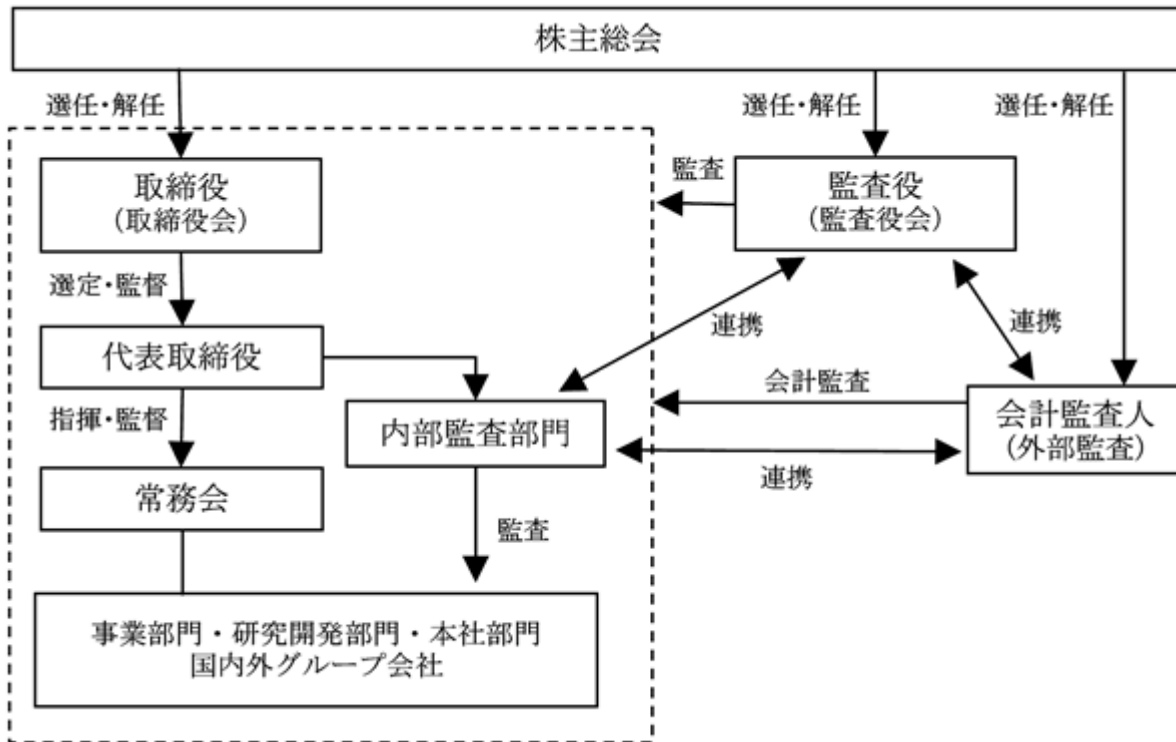 株主総会
選任・解任
選任・解任
選任・解任
取締役
(取締役会)
監査
監査役
(監査役会)
選定・監督
連携
連携
代表取締役
会計監査
会計監査人
(外部監査)
指揮・監督
内部監査部門
連携
常務会
監査
事業部門・研究開発部門・本社部門
国内外グループ会社